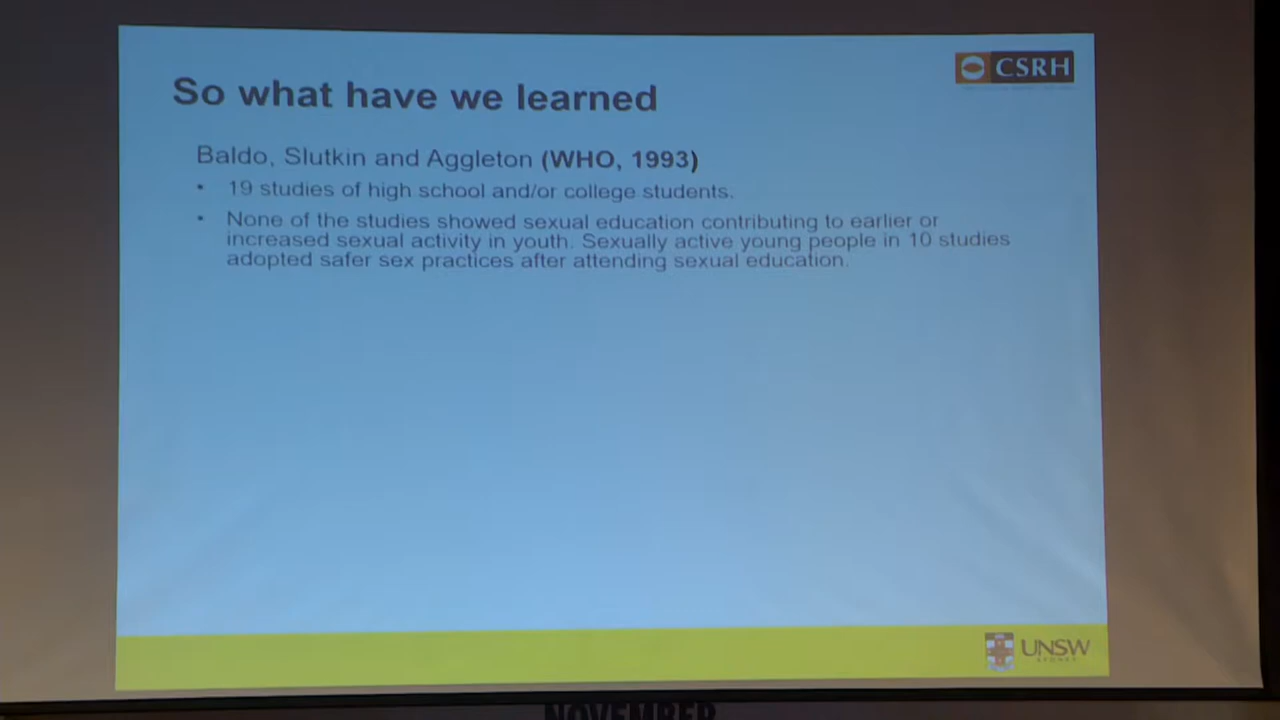 CSRH
So what have we learned
Baldo, Slutkin and Aggleton (WHO, 1993)
• 19 studies of high school and/or college students.
• None of the studies showed sexual education contributing to earlier or
increased sexual activity in youth. Sexually active young people in 10 studies
adopted safer sex practices after attending sexual education.
UNSW
SYDNEY
NOVEMBER